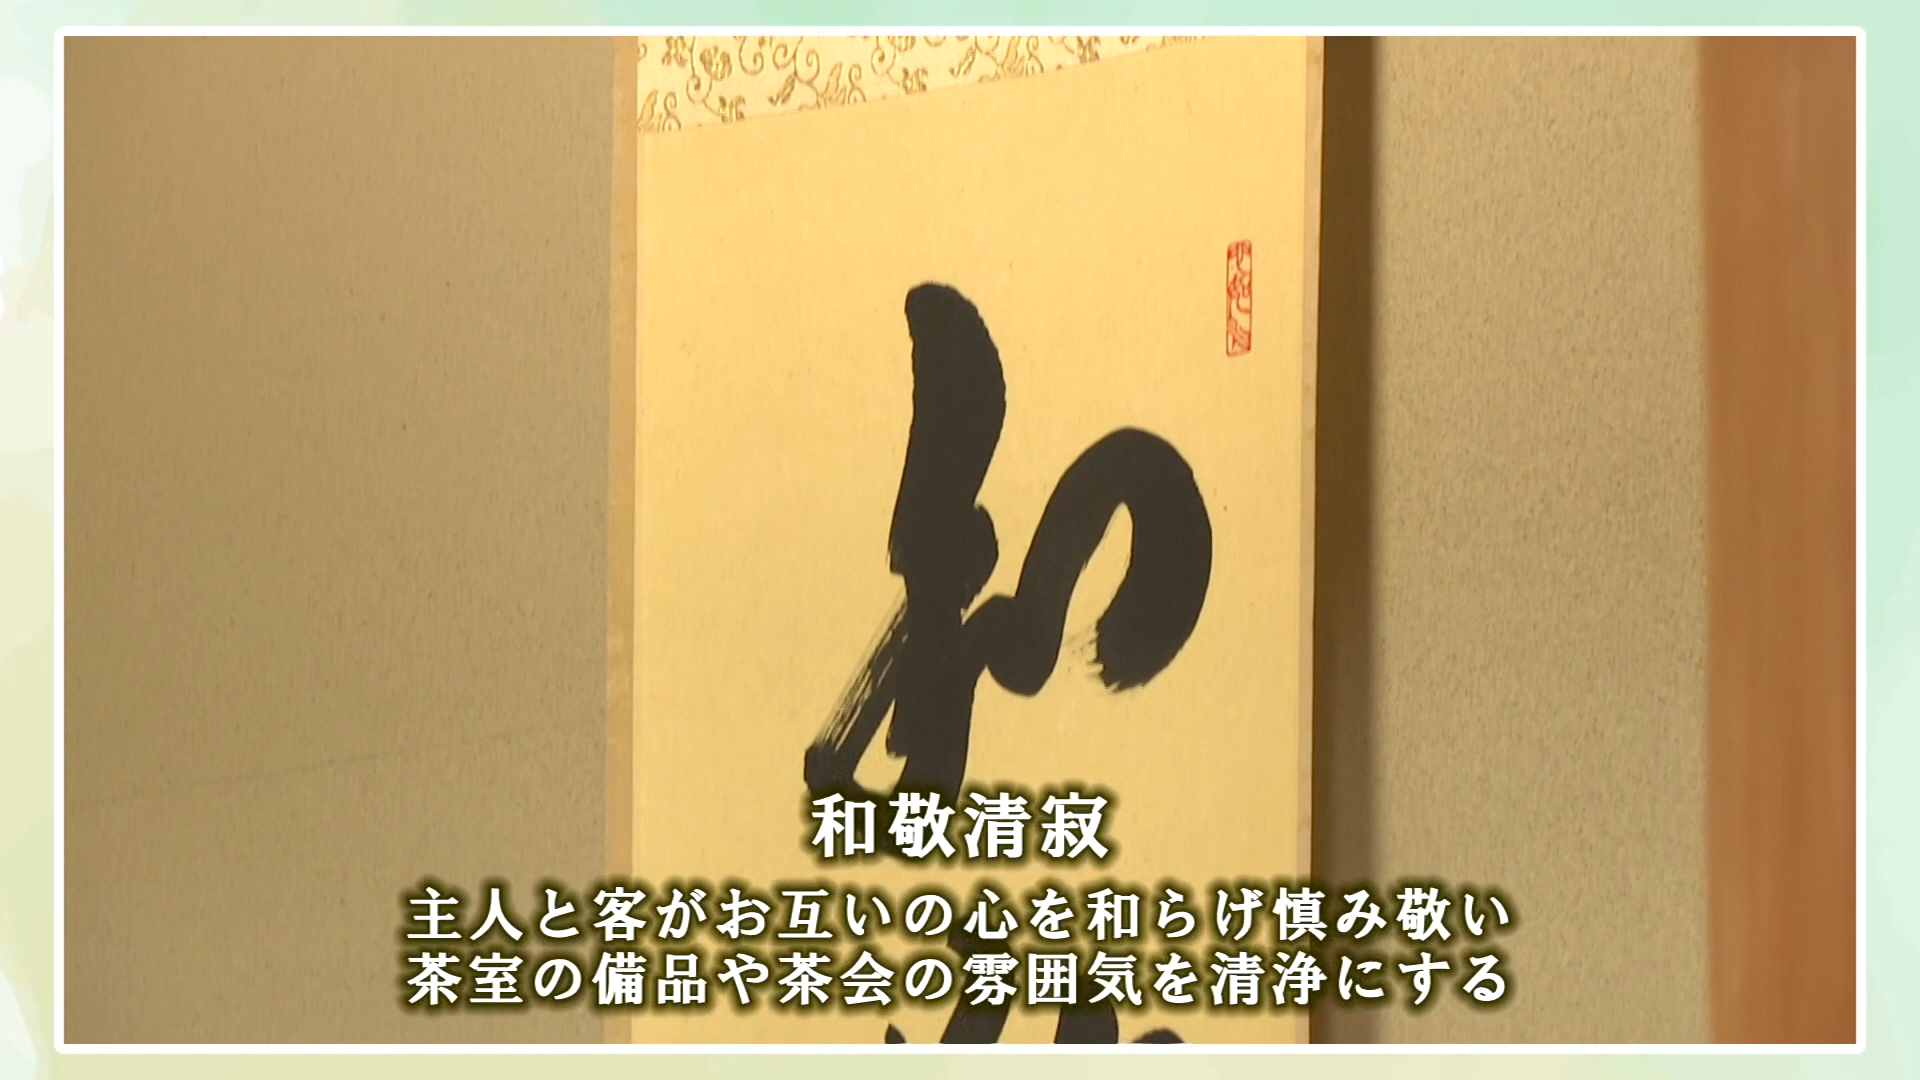 和
和敬清寂
主人と客がお互いの心を和らげ慎み敬い
茶室の備品や茶会の雰囲気を清浄にする